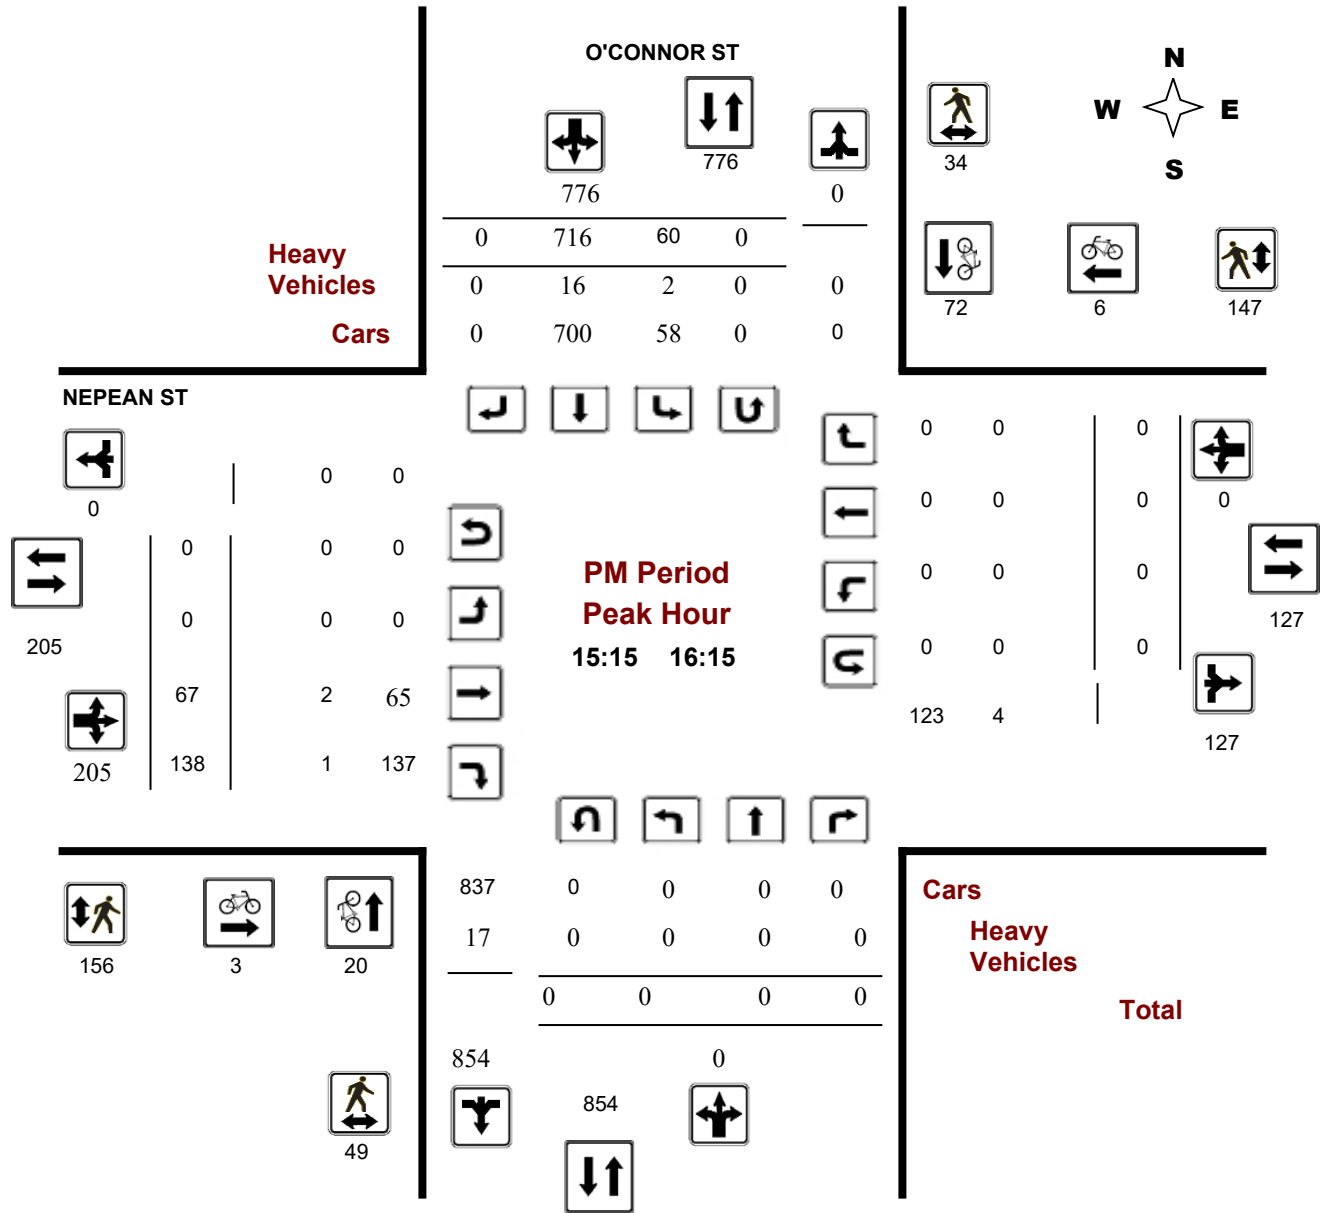 O'CONNOR ST
N
W E
S
776
34
776 0
0 716 60 0
Heavy
Vehicles
0 16 2 0 0
72 6 147
Cars
0 700 58 0 0
NEPEAN ST
0 0 0
0 0
0
0 0 0 0
0 0 0
PM Period
Peak Hour
0 0 0
127
0 0 0
205
15:15 16:15
0 0 0
67 2 65
123 4
127
205
138 1 137
837 0 0 0 0
Cars
17 0 0 0 0
Heavy
Vehicles
156 3 20
0 0 0 0
Total
854 0
854
49